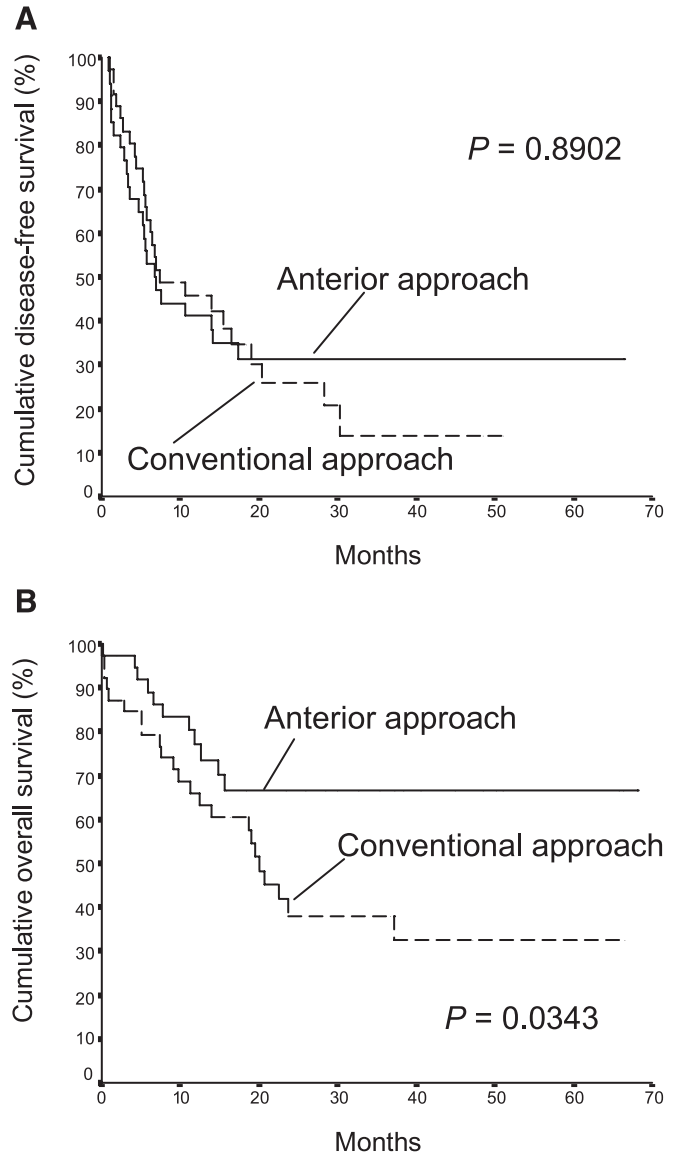 A
Cumulative disease-free survival (%)
100
90
80
70
60
50
40
30
20
10
0
P = 0.8902
Anterior approach
Conventional approach
0 10 20 30 40 50 60 70
Months
B
Cumulative overall survival (%)
100
90
80
70
60
50
40
30
20
10
0
Anterior approach
Conventional approach
P = 0.0343
0 10 20 30 40 50 60 70
Months